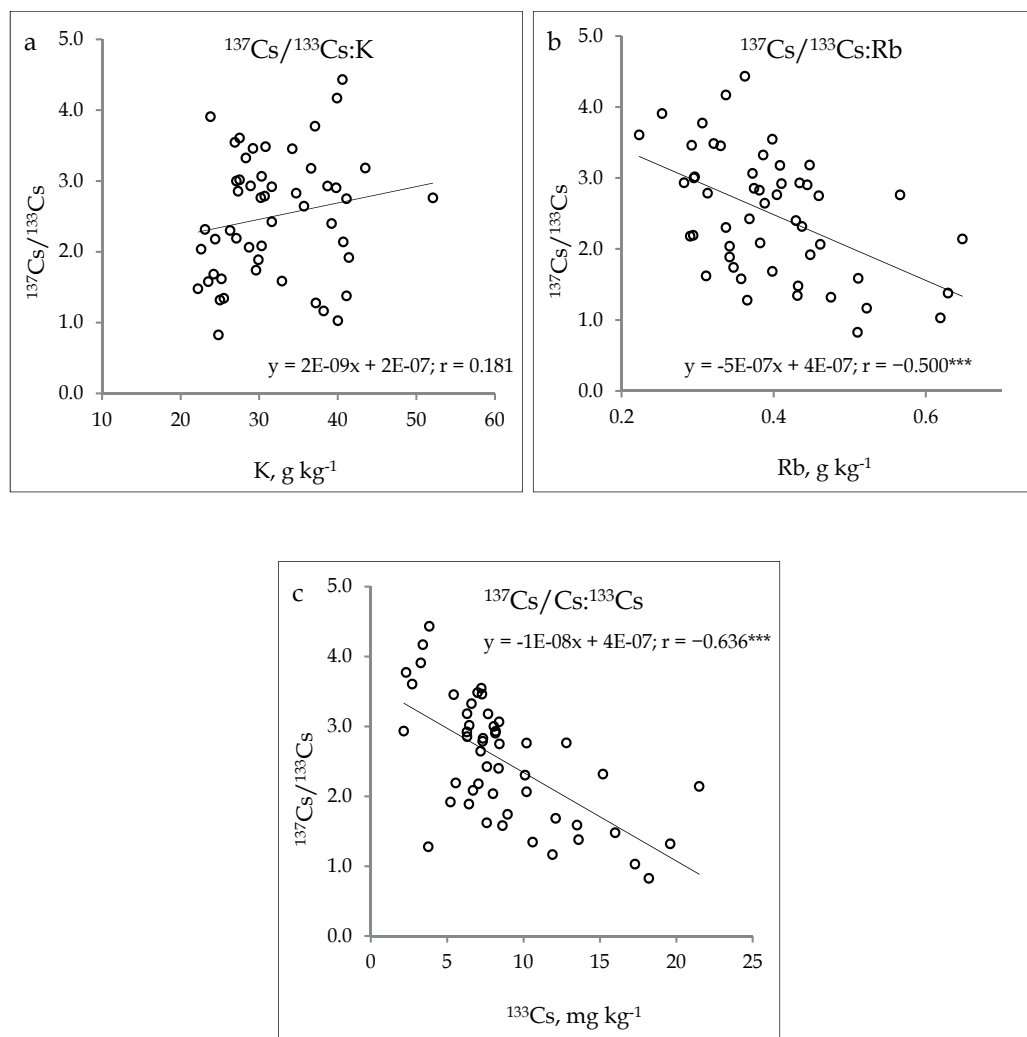 a
¹³⁷Cs/¹³³Cs:K
5.0
4.0
3.0
2.0
1.0
0.0
¹³⁷Cs/¹³³Cs
y = 2E-09x + 2E-07; r = 0.181
10 20 30 40 50 60
K, g kg⁻¹
b
¹³⁷Cs/¹³³Cs:Rb
5.0
4.0
3.0
2.0
1.0
0.0
¹³⁷Cs/¹³³Cs
y = -5E-07x + 4E-07; r = −0.500***
0.2 0.4 0.6
Rb, g kg⁻¹
c
¹³⁷Cs/Cs:¹³³Cs
y = -1E-08x + 4E-07; r = −0.636***
5.0
4.0
3.0
2.0
1.0
0.0
¹³⁷Cs/¹³³Cs
0 5 10 15 20 25
¹³³Cs, mg kg⁻¹